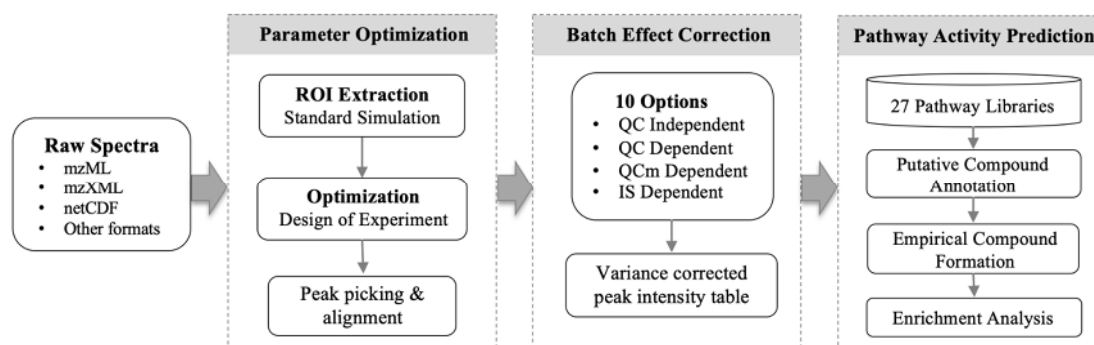 Raw Spectra
• mzML
• mzXML
• netCDF
• Other formats
Parameter Optimization
ROI Extraction
Standard Simulation
Optimization
Design of Experiment
Peak picking &
alignment
Batch Effect Correction
10 Options
• QC Independent
• QC Dependent
• QCm Dependent
• IS Dependent
Variance corrected
peak intensity table
Pathway Activity Prediction
27 Pathway Libraries
Putative Compound
Annotation
Empirical Compound
Formation
Enrichment Analysis